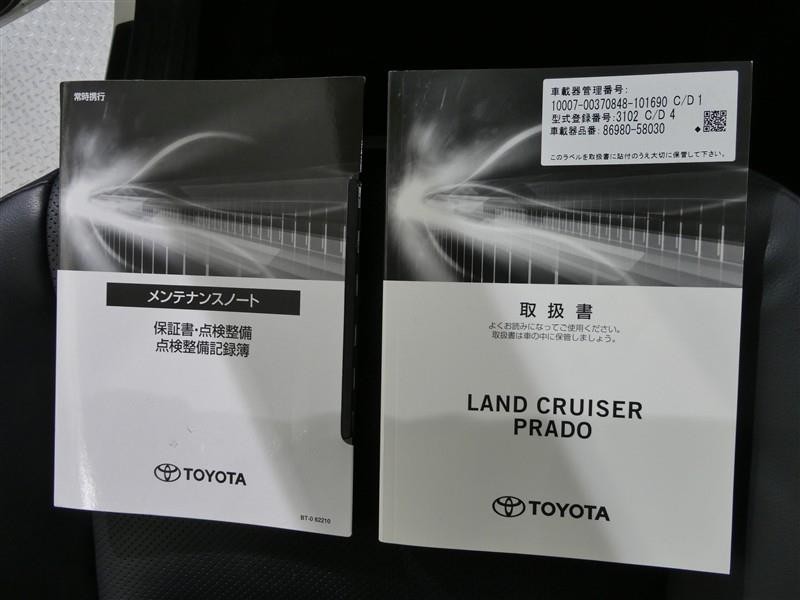 常時携行
メンテナンスノート
保証書・点検整備
点検整備記録簿
TOYOTA
BT-0 62210
車載器管理番号:
10007-00370848-101690 C/D 1
型式登録番号:3102 C/D 4
車載器品番: 86980-58030
このラベルを取扱書に貼付のうえ大切に保管して下さい。
取扱書
よくお読みになってご使用ください。
取扱書は車の中に保管しましょう。
LAND CRUISER
PRADO
TOYOTA